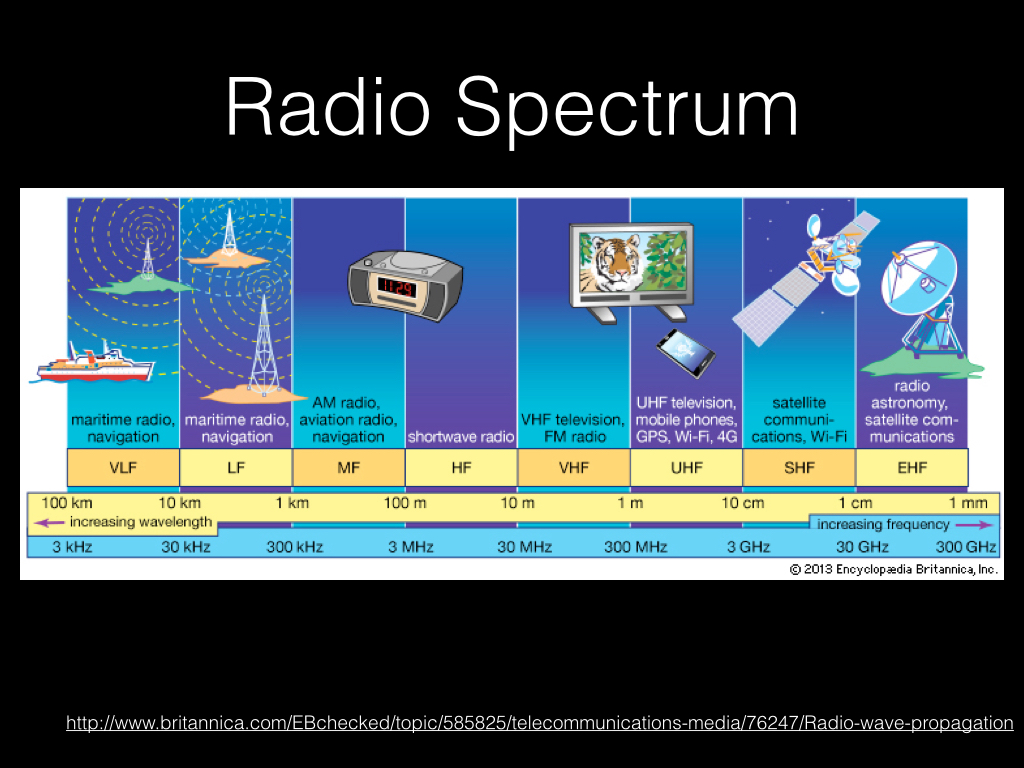 Radio Spectrum
11:29
maritime radio,
navigation
maritime radio,
navigation
AM radio,
aviation radio,
navigation
shortwave radio
VHF television,
FM radio
UHF television,
mobile phones,
GPS, Wi-Fi, 4G
satellite
communi-
cations, Wi-Fi
radio
astronomy,
satellite com-
munications
VLF LF MF HF VHF UHF SHF EHF
100 km 10 km 1 km 100 m 10 m 1 m 10 cm 1 cm 1 mm
increasing wavelength increasing frequency
3 kHz 30 kHz 300 kHz 3 MHz 30 MHz 300 MHz 3 GHz 30 GHz 300 GHz
© 2013 Encyclopædia Britannica, Inc.
http://www.britannica.com/EBchecked/topic/585825/telecommunications-media/76247/Radio-wave-propagation